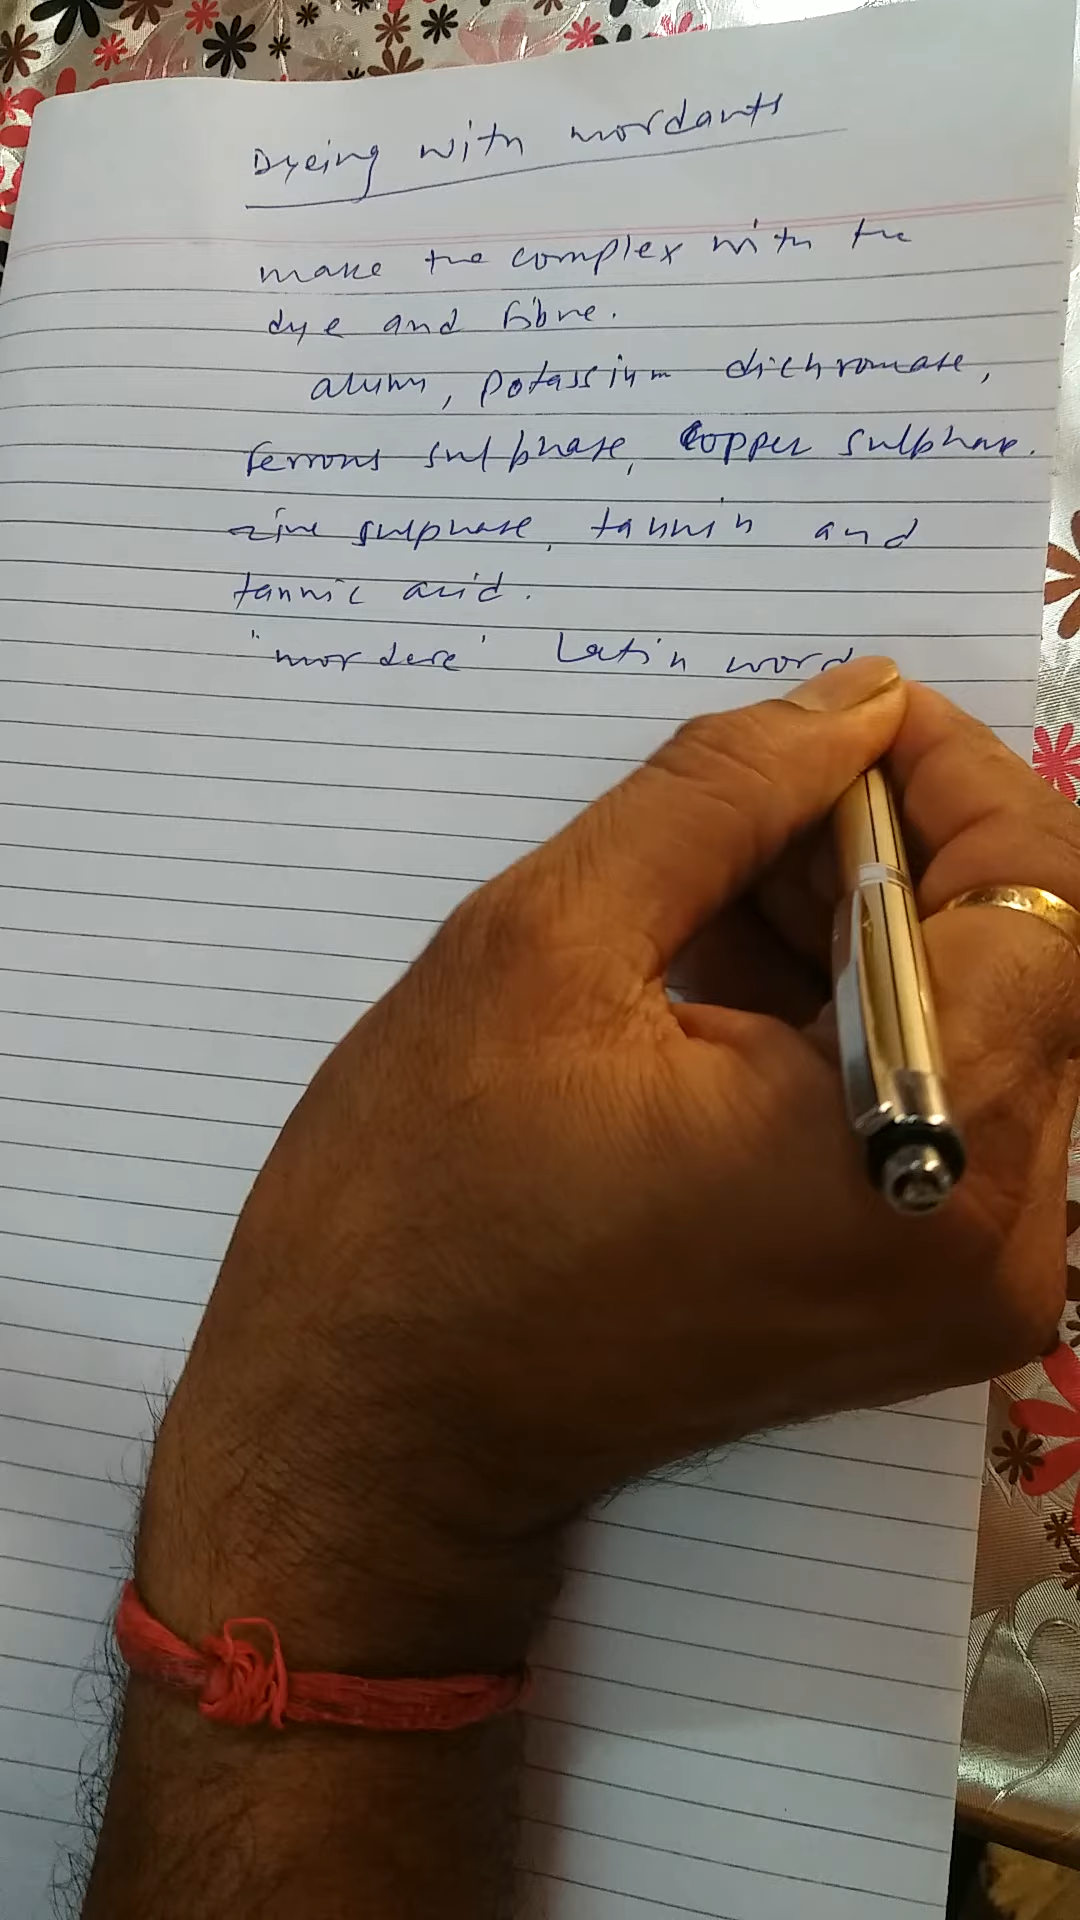 Dyeing with mordants
make the complex with the
dye and fibre.
alum, potassium dichromate,
ferrous sulphate, Copper sulphate.
zinc sulphate, tannin and
tannic acid.
"mordere" Latin word